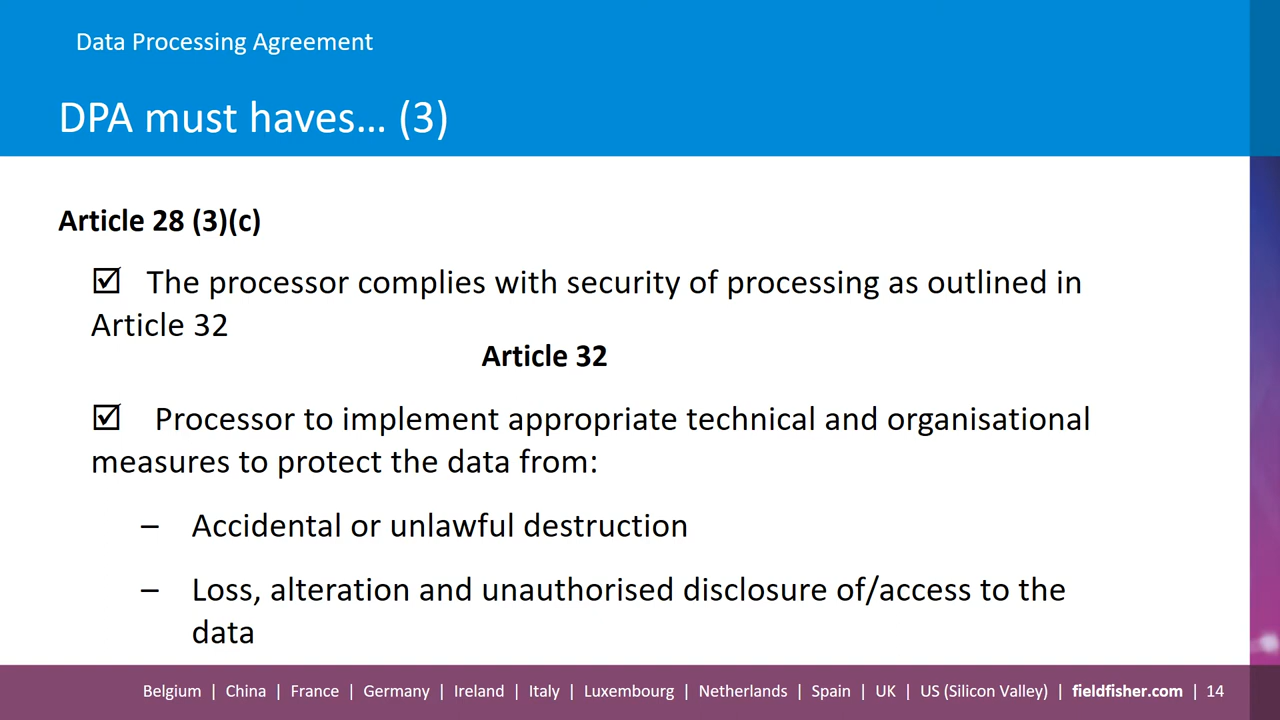 Data Processing Agreement
DPA must haves... (3)
Article 28 (3)(c)
☑ The processor complies with security of processing as outlined in
Article 32
Article 32
☑ Processor to implement appropriate technical and organisational
measures to protect the data from:
– Accidental or unlawful destruction
– Loss, alteration and unauthorised disclosure of/access to the
data
Belgium | China | France | Germany | Ireland | Italy | Luxembourg | Netherlands | Spain | UK | US (Silicon Valley) | fieldfisher.com | 14